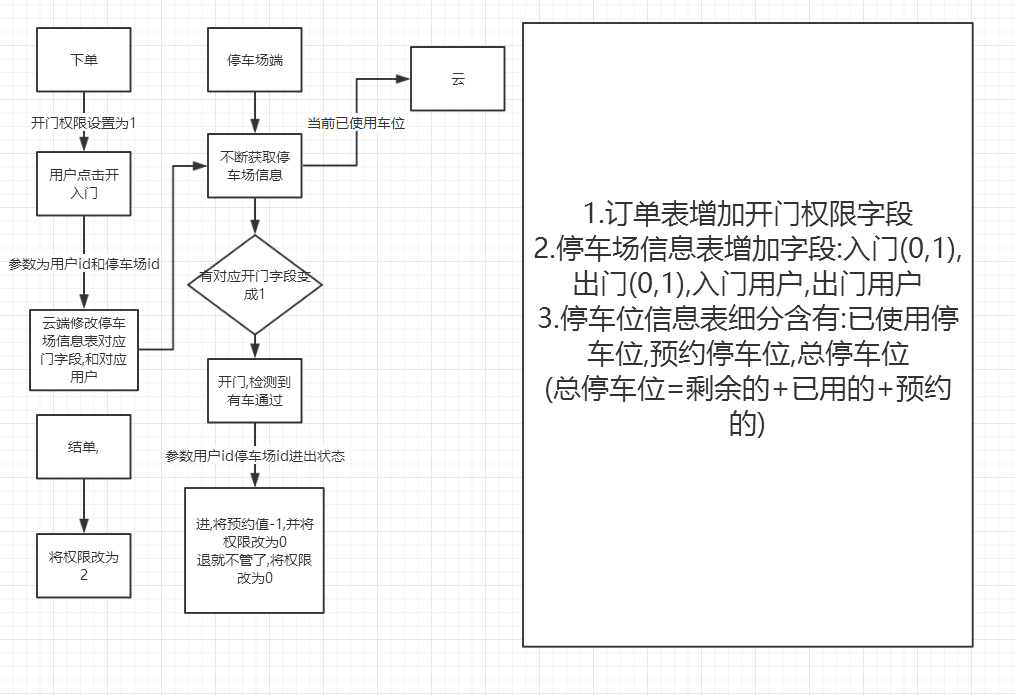 下单
开门权限设置为1
用户点击开
入门
参数为用户id和停车场id
云端修改停车
场信息表对应
门字段,和对应
用户
结单,
将权限改为
2
停车场端
不断获取停
车场信息
当前已使用车位
云
有对应开门字段变
成1
开门,检测到
有车通过
参数用户id停车场id进出状态
进,将预约值-1,并将
权限改为0
退就不管了,将权限
改为0
1.订单表增加开门权限字段
2.停车场信息表增加字段:入门(0,1),
出门(0,1),入门用户,出门用户
3.停车位信息表细分含有:已使用停
车位,预约停车位,总停车位
(总停车位=剩余的+已用的+预约
的)